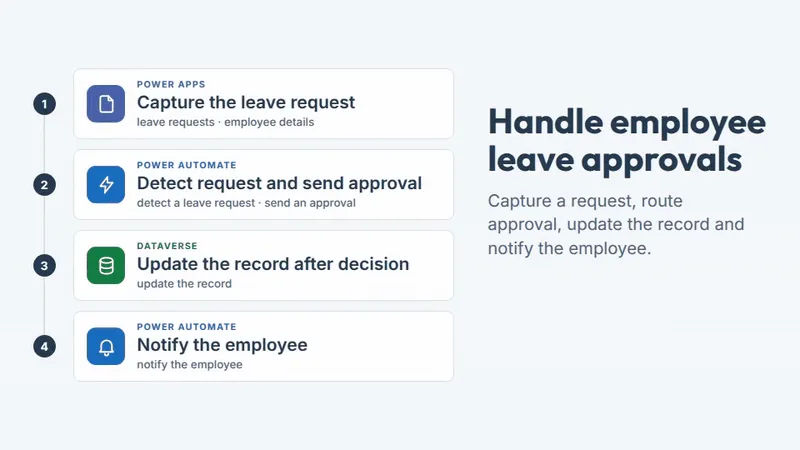 1
POWER APPS
Capture the leave request
leave requests · employee details
2
POWER AUTOMATE
Detect request and send approval
detect a leave request · send an approval
3
DATAVERSE
Update the record after decision
update the record
4
POWER AUTOMATE
Notify the employee
notify the employee
Handle employee
leave approvals
Capture a request, route
approval, update the record and
notify the employee.